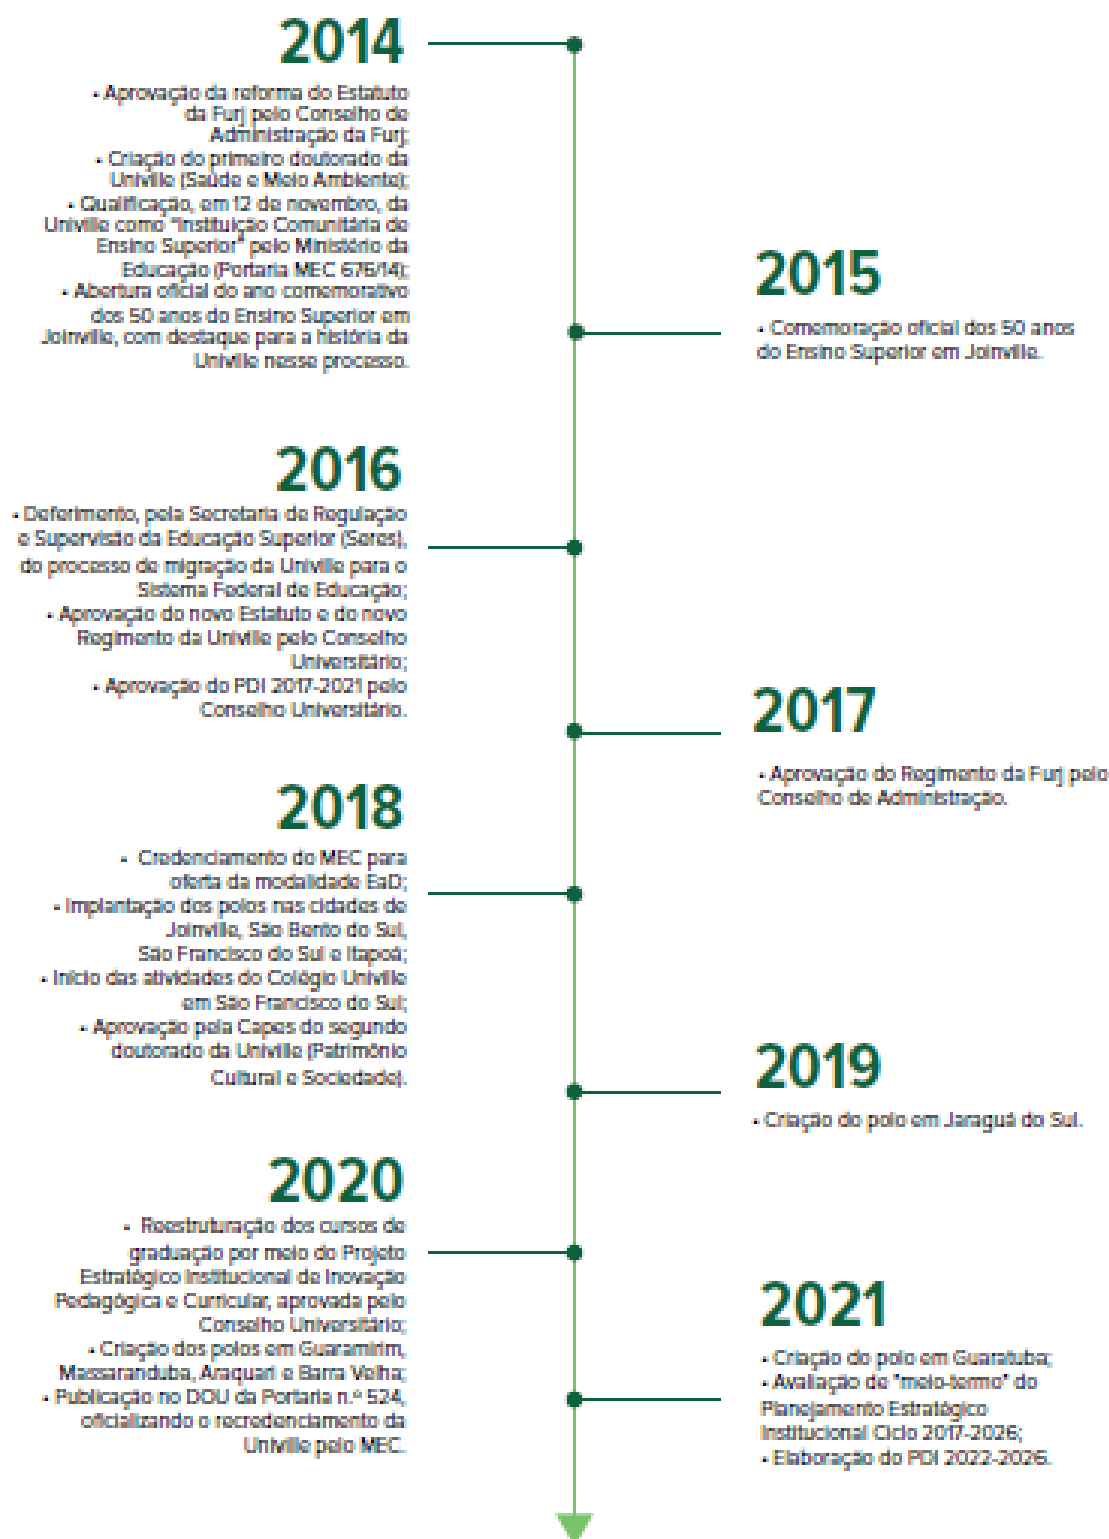 2014
• Aprovação da reforma do Estatuto
da Furj pelo Conselho de
Administração da Furj;
• Criação do primeiro doutorado da
Univille (Saúde e Meio Ambiente);
• Qualificação, em 12 de novembro, da
Univille como "Instituição Comunitária de
Ensino Superior" pelo Ministério da
Educação (Portaria MEC 676/14);
• Abertura oficial do ano comemorativo
dos 50 anos do Ensino Superior em
Joinville, com destaque para a história da
Univille nesse processo.
2015
• Comemoração oficial dos 50 anos
do Ensino Superior em Joinville.
2016
• Deferimento, pela Secretaria de Regulação
e Supervisão da Educação Superior (Seres),
do processo de migração da Univille para o
Sistema Federal de Educação;
• Aprovação do novo Estatuto e do novo
Regimento da Univille pelo Conselho
Universitário;
• Aprovação do PDI 2017-2021 pelo
Conselho Universitário.
2017
• Aprovação do Regimento da Furj pelo
Conselho de Administração.
2018
• Credenciamento do MEC para
oferta da modalidade EaD;
• Implantação dos polos nas cidades de
Joinville, São Bento do Sul,
São Francisco do Sul e Itapoá;
• Início das atividades do Colégio Univille
em São Francisco do Sul;
• Aprovação pela Capes do segundo
doutorado da Univille (Patrimônio
Cultural e Sociedade).
2019
• Criação do polo em Jaraguá do Sul.
2020
• Reestruturação dos cursos de
graduação por meio do Projeto
Estratégico Institucional de Inovação
Pedagógica e Curricular, aprovada pelo
Conselho Universitário;
• Criação dos polos em Guaramirim,
Massaranduba, Araquari e Barra Velha;
• Publicação no DOU da Portaria n.º 524,
oficializando o recredenciamento da
Univille pelo MEC.
2021
• Criação do polo em Guaratuba;
• Avaliação de "meio-termo" do
Planejamento Estratégico
Institucional Ciclo 2017-2026;
• Elaboração do PDI 2022-2026.